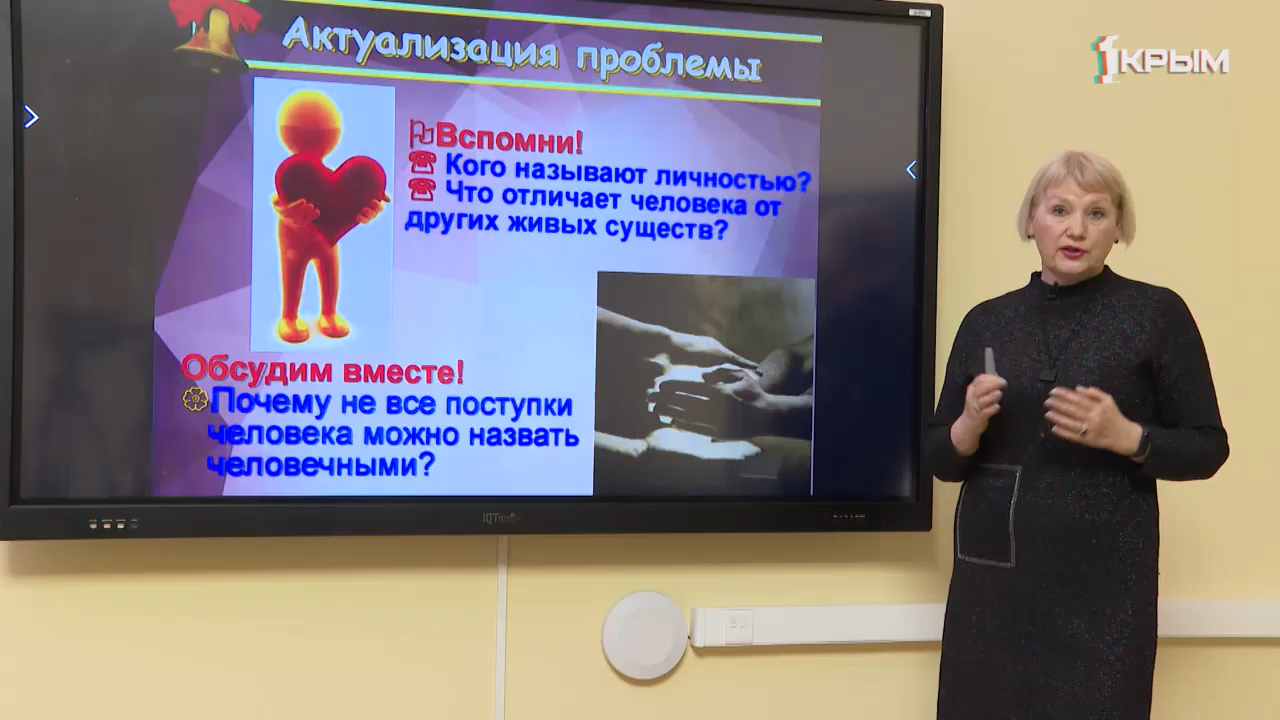 Актуализация проблемы
1КРЫМ
Вспомни!
Кого называют личностью?
Что отличает человека от
других живых существ?
Обсудим вместе!
Почему не все поступки
человека можно назвать
человечными?